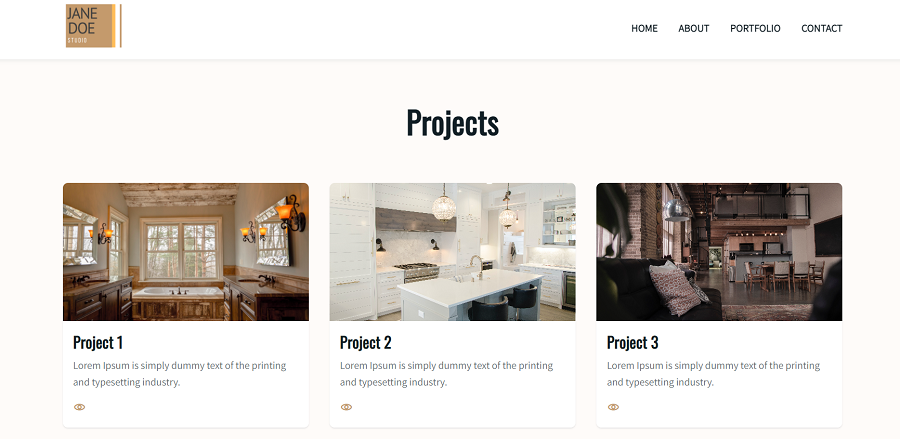 JANE
DOE
STUDIO
HOME ABOUT PORTFOLIO CONTACT
Projects
Project 1
Lorem Ipsum is simply dummy text of the printing
and typesetting industry.
Project 2
Lorem Ipsum is simply dummy text of the printing
and typesetting industry.
Project 3
Lorem Ipsum is simply dummy text of the printing
and typesetting industry.